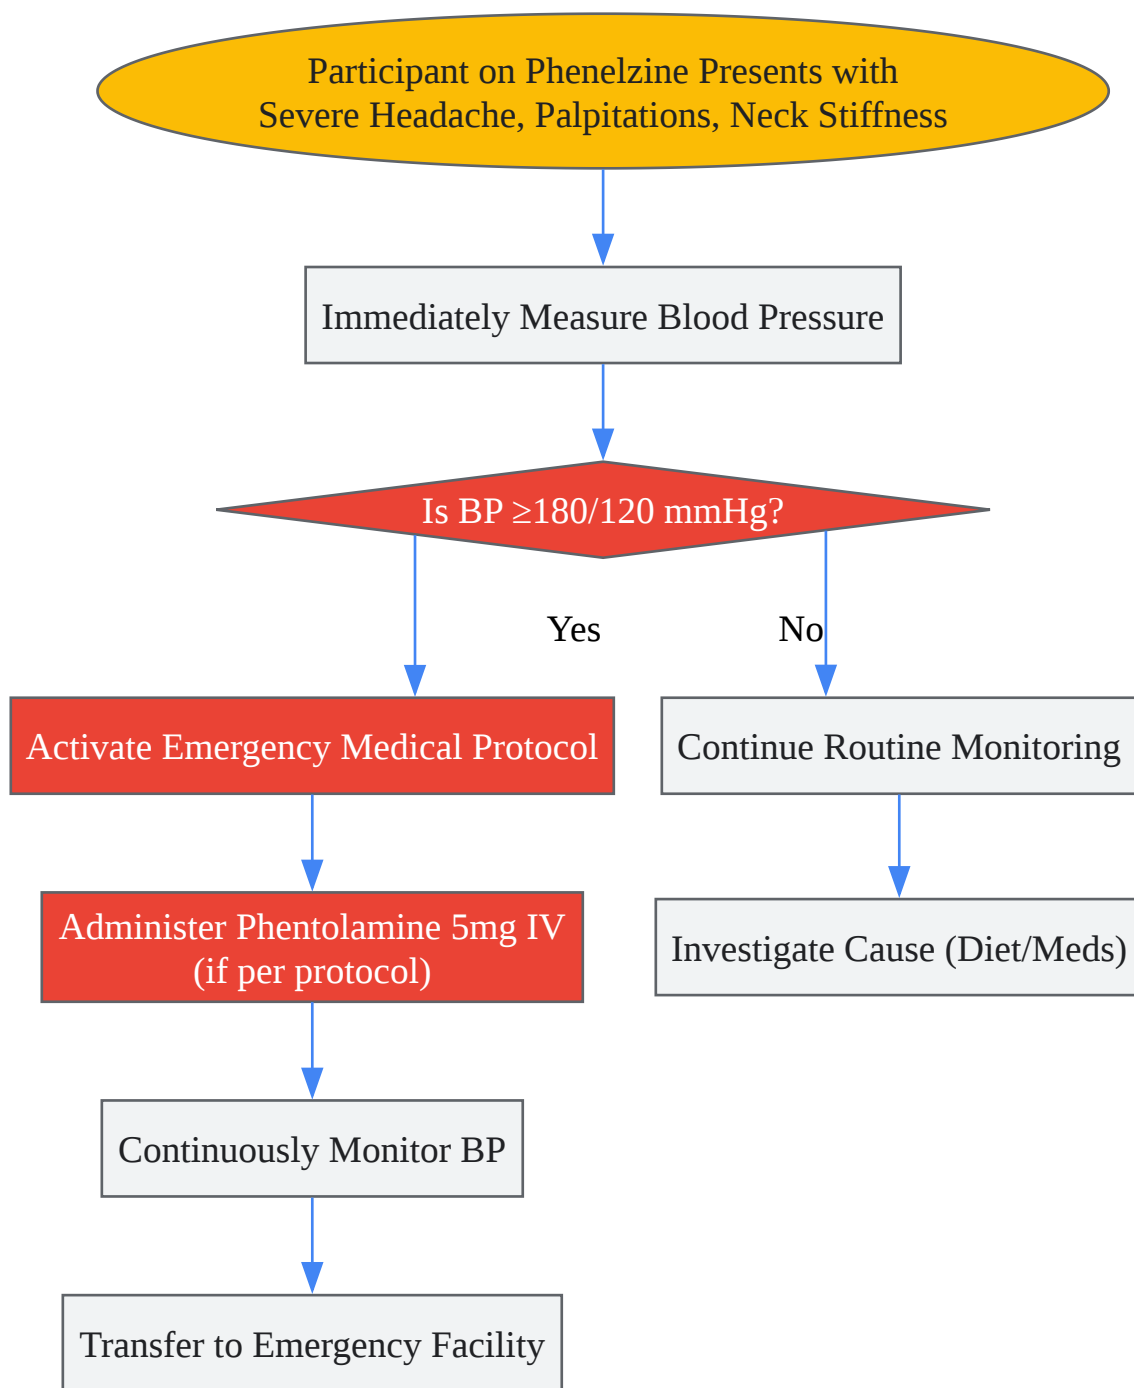 Participant on Phenelzine Presents with
Severe Headache, Palpitations, Neck Stiffness
Immediately Measure Blood Pressure
Is BP ≥180/120 mmHg?
Yes
No
Activate Emergency Medical Protocol
Continue Routine Monitoring
Administer Phentolamine 5mg IV
(if per protocol)
Investigate Cause (Diet/Meds)
Continuously Monitor BP
Transfer to Emergency Facility